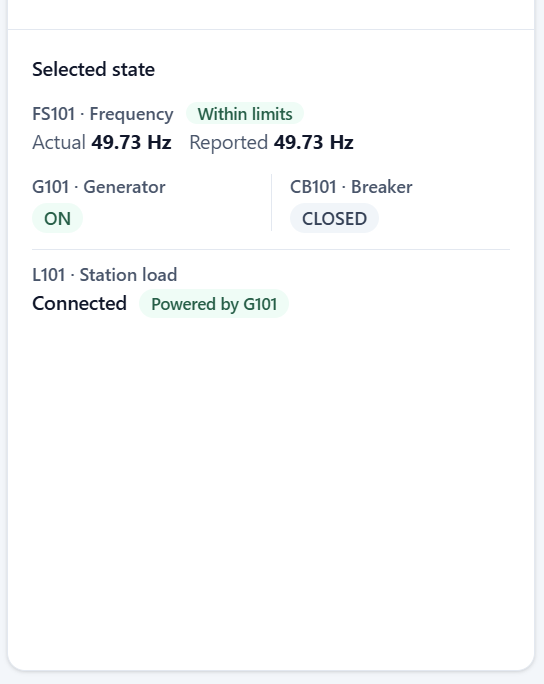 Selected state
FS101 · Frequency Within limits
Actual 49.73 Hz Reported 49.73 Hz
G101 · Generator
ON
CB101 · Breaker
CLOSED
L101 · Station load
Connected Powered by G101